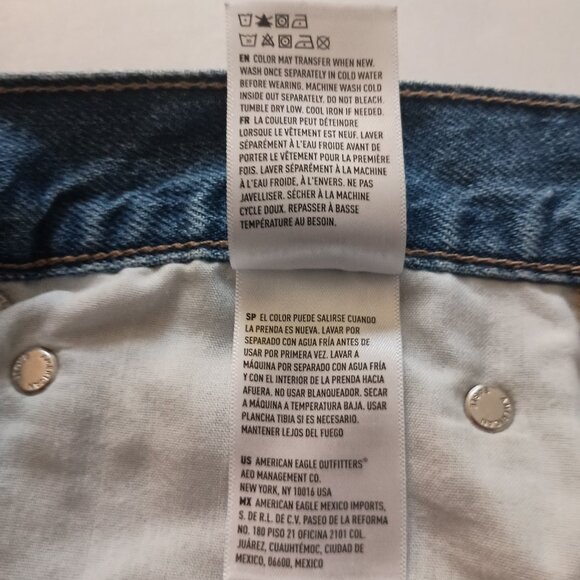 EN COLOR MAY TRANSFER WHEN NEW.
WASH ONCE SEPARATELY IN COLD WATER
BEFORE WEARING. MACHINE WASH COLD
INSIDE OUT SEPARATELY. DO NOT BLEACH.
TUMBLE DRY LOW. COOL IRON IF NEEDED.
FR LA COULEUR PEUT DÉTEINDRE
LORSQUE LE VÊTEMENT EST NEUF. LAVER
SÉPARÉMENT À L'EAU FROIDE AVANT DE
PORTER LE VÊTEMENT POUR LA PREMIÈRE
FOIS. LAVER SÉPARÉMENT À LA MACHINE
À L'EAU FROIDE, À L'ENVERS. NE PAS
JAVELLISER. SÉCHER À LA MACHINE
CYCLE DOUX. REPASSER À BASSE
TEMPÉRATURE AU BESOIN.
SP EL COLOR PUEDE SALIRSE CUANDO
LA PRENDA ES NUEVA. LAVAR POR
SEPARADO CON AGUA FRÍA ANTES DE
USAR POR PRIMERA VEZ. LAVAR A
MÁQUINA POR SEPARADO CON AGUA FRÍA
Y CON EL INTERIOR DE LA PRENDA HACIA
AFUERA. NO USAR BLANQUEADOR. SECAR
A MÁQUINA A TEMPERATURA BAJA. USAR
PLANCHA TIBIA SI ES NECESARIO.
MANTENER LEJOS DEL FUEGO
US AMERICAN EAGLE OUTFITTERS®
AEO MANAGEMENT CO.
NEW YORK, NY 10016 USA
MX AMERICAN EAGLE MEXICO IMPORTS,
S. DE R.L. DE C.V. PASEO DE LA REFORMA
NO. 180 PISO 21 OFICINA 2101 COL.
JUÁREZ, CUAUHTÉMOC, CIUDAD DE
MEXICO, 06600, MEXICO
AMERICAN
AMERICAN